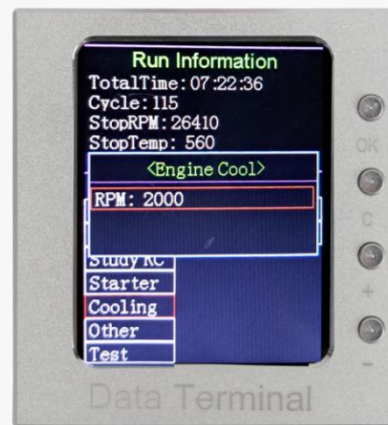 Run Information
TotalTime: 07:22:36
Cycle: 115
StopRPM: 26410
StopTemp: 560
<Engine Cool>
RPM: 2000
Study RC
Starter
Cooling
Other
Test
OK
C
+
-
Data Terminal